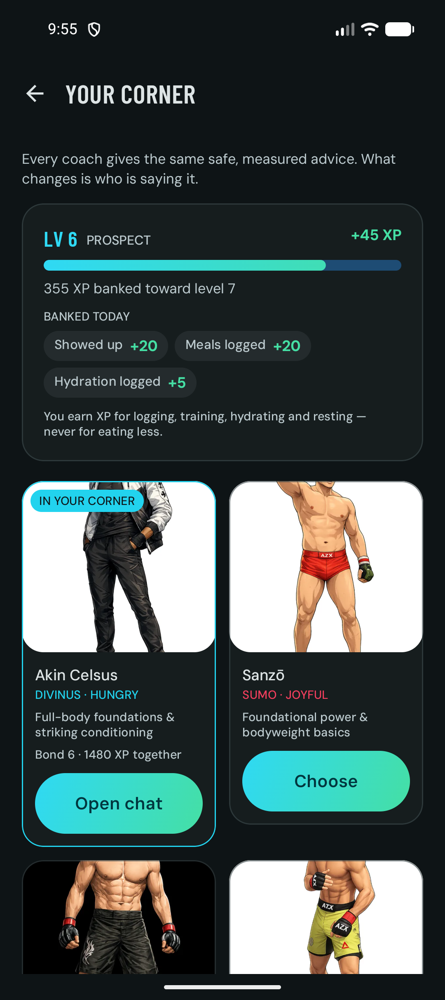 9:55
YOUR CORNER
Every coach gives the same safe, measured advice. What
changes is who is saying it.
LV 6 PROSPECT
+45 XP
355 XP banked toward level 7
BANKED TODAY
Showed up +20
Meals logged +20
Hydration logged +5
You earn XP for logging, training, hydrating and resting —
never for eating less.
IN YOUR CORNER
AZX
Akin Celsus
DIVINUS · HUNGRY
Full-body foundations &
striking conditioning
Bond 6 · 1480 XP together
Open chat
Sanzō
SUMO · JOYFUL
Foundational power &
bodyweight basics
Choose
ATX
AZX